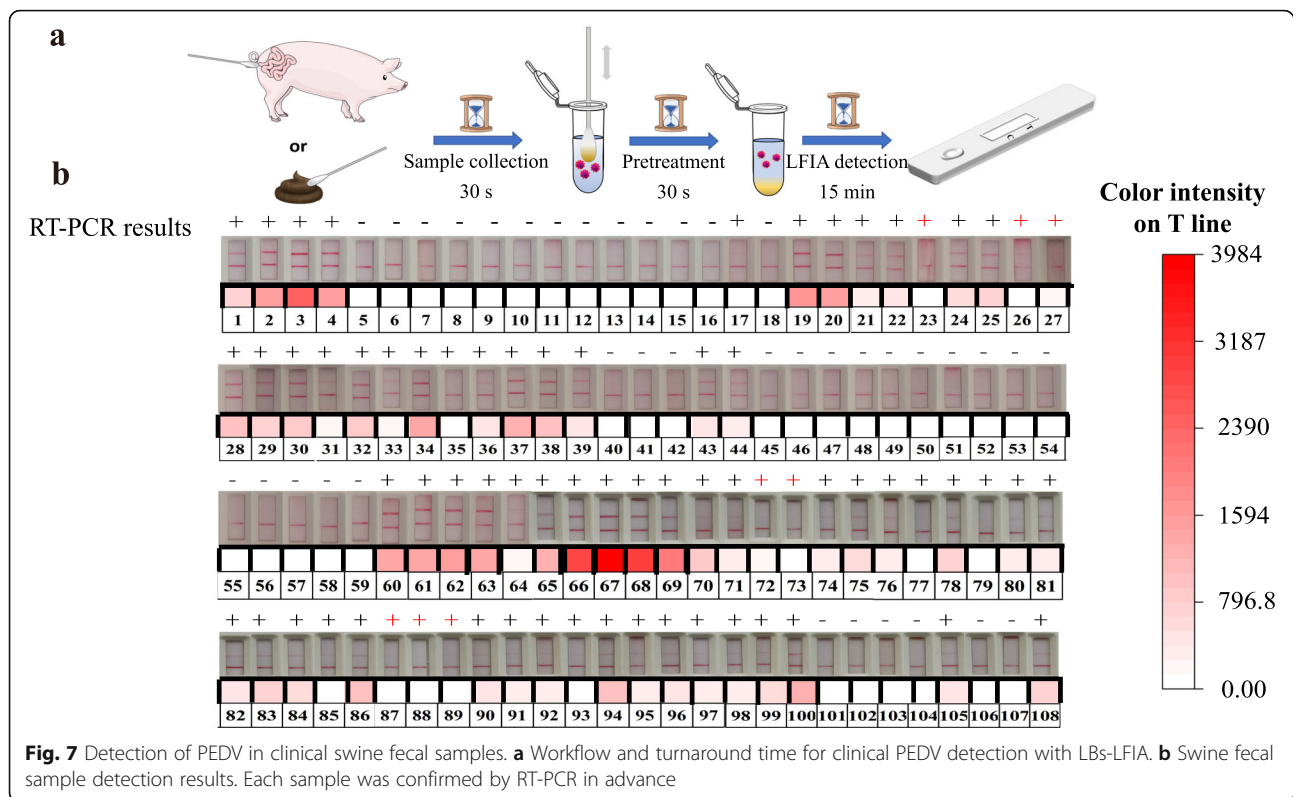 a
or
Sample collection
30 s
Pretreatment
30 s
LFIA detection
15 min
C
T
b
RT-PCR results
+ + + + - - - - - - - - - - - - + - + + + + + + + + +
1 2 3 4 5 6 7 8 9 10 11 12 13 14 15 16 17 18 19 20 21 22 23 24 25 26 27
+ + + + + + + + + + + + - - - + + - - - - - - - - - -
28 29 30 31 32 33 34 35 36 37 38 39 40 41 42 43 44 45 46 47 48 49 50 51 52 53 54
- - - - - + + + + + + + + + + + + + + + + + + + + + +
55 56 57 58 59 60 61 62 63 64 65 66 67 68 69 70 71 72 73 74 75 76 77 78 79 80 81
+ + + + + + + + + + + + + + + + + + + - - - - + - - +
82 83 84 85 86 87 88 89 90 91 92 93 94 95 96 97 98 99 100 101 102 103 104 105 106 107 108
Color intensity
on T line
3984
3187
2390
1594
796.8
0.00
Fig. 7 Detection of PEDV in clinical swine fecal samples. a Workflow and turnaround time for clinical PEDV detection with LBs-LFIA. b Swine fecal
sample detection results. Each sample was confirmed by RT-PCR in advance